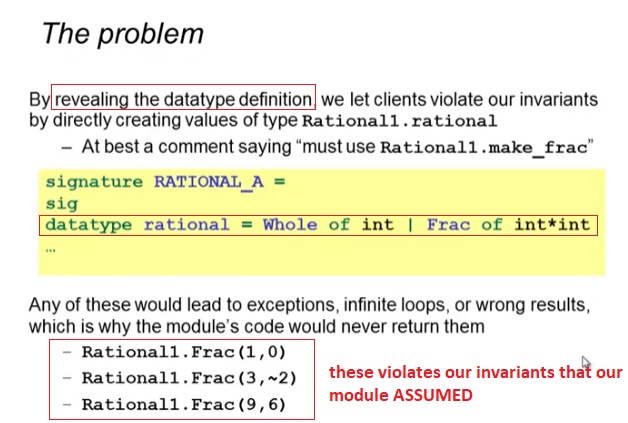 The problem
By revealing the datatype definition, we let clients violate our invariants
by directly creating values of type Rational1.rational
– At best a comment saying “must use Rational1.make_frac”
signature RATIONAL_A =
sig
datatype rational = Whole of int | Frac of int*int
...
Any of these would lead to exceptions, infinite loops, or wrong results,
which is why the module’s code would never return them
– Rational1.Frac(1,0)
– Rational1.Frac(3,~2)
– Rational1.Frac(9,6)
these violates our invariants that our
module ASSUMED